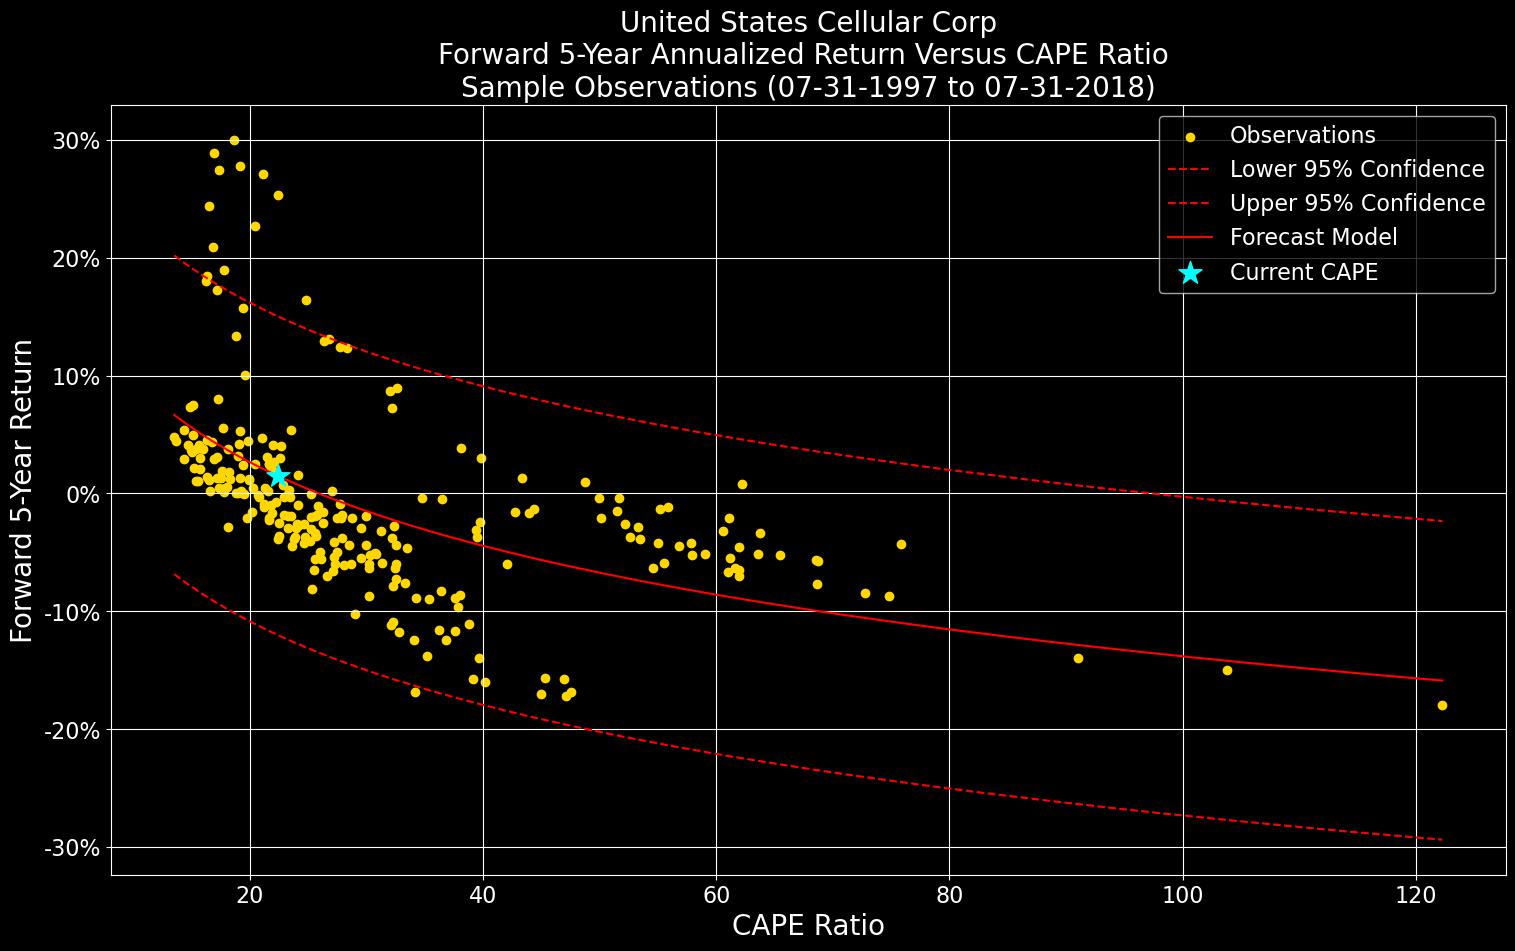 United States Cellular Corp
Forward 5-Year Annualized Return Versus CAPE Ratio
Sample Observations (07-31-1997 to 07-31-2018)
Observations
Lower 95% Confidence
Upper 95% Confidence
Forecast Model
Current CAPE
Forward 5-Year Return
30%
20%
10%
0%
-10%
-20%
-30%
20 40 60 80 100 120
CAPE Ratio